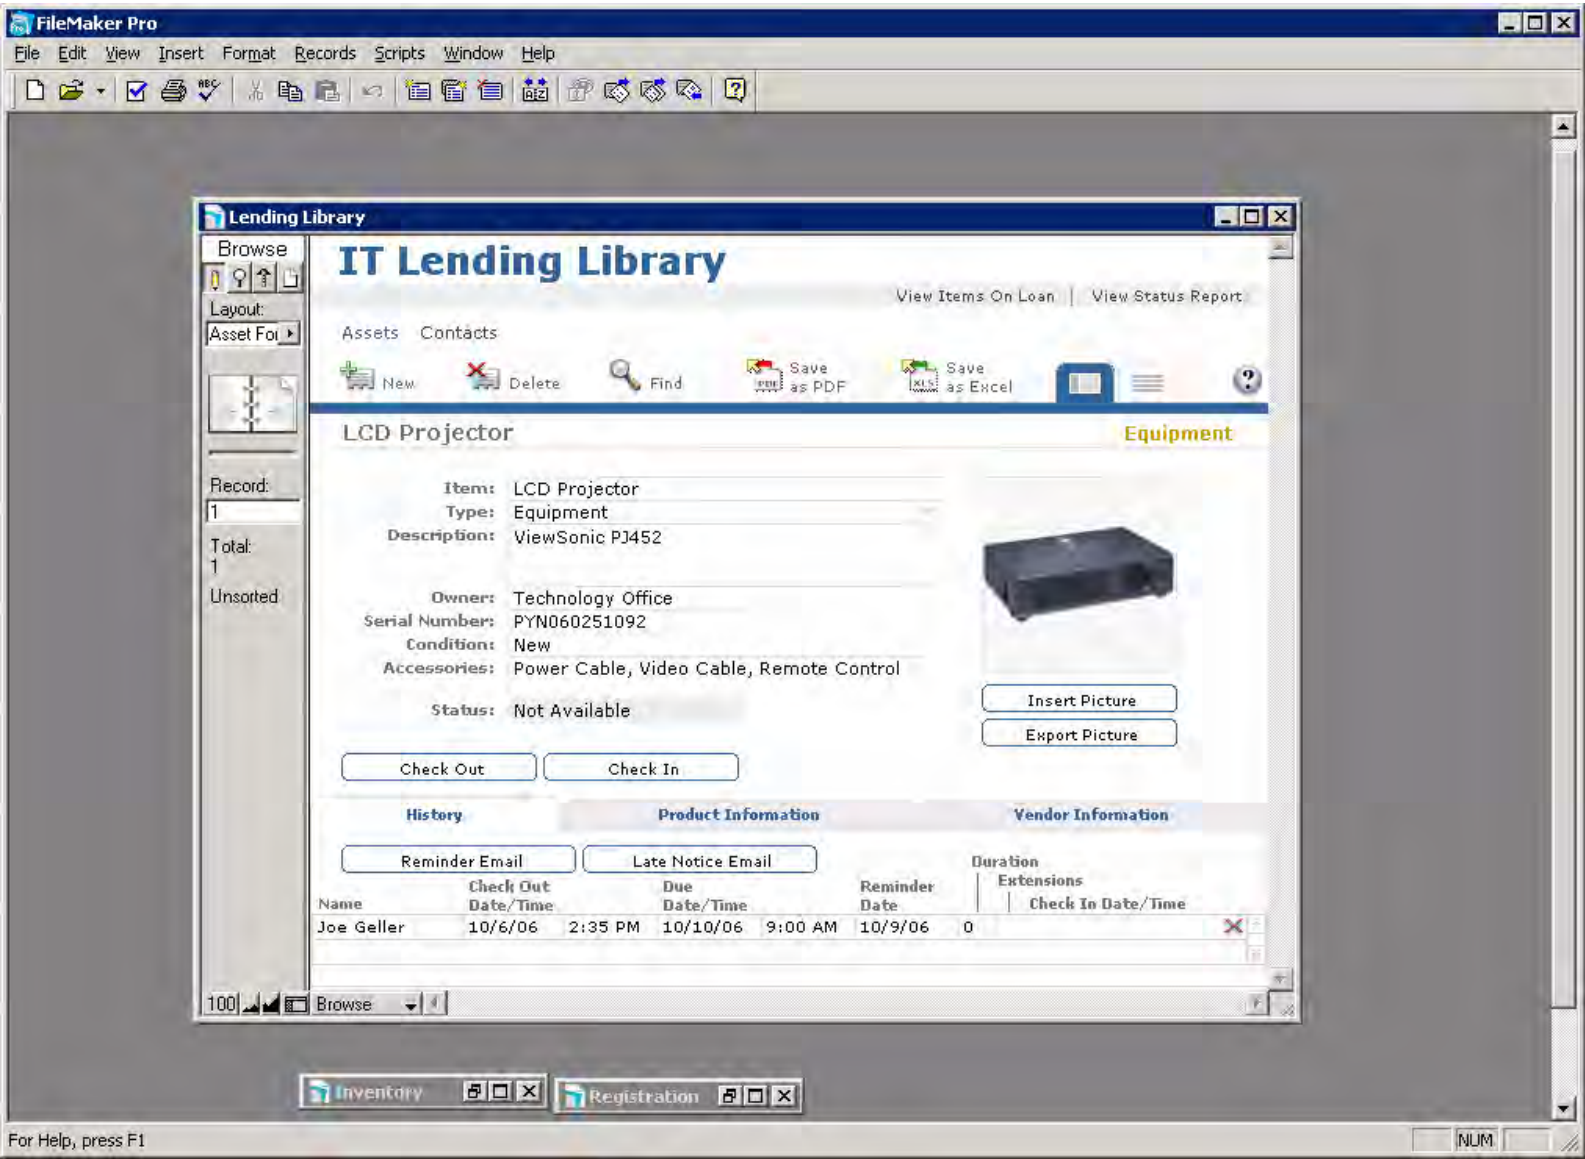 FileMaker Pro
File Edit View Insert Format Records Scripts Window Help
ABC
Lending Library
Browse
IT Lending Library
View Items On Loan | View Status Report
Layout:
Asset For
Assets Contacts
New Delete Find Save as PDF Save as Excel
LCD Projector Equipment
Record:
1
Total:
1
Unsorted
Item: LCD Projector
Type: Equipment
Description: ViewSonic PJ452
Owner: Technology Office
Serial Number: PYN060251092
Condition: New
Accessories: Power Cable, Video Cable, Remote Control
Status: Not Available
Insert Picture
Export Picture
Check Out Check In
History Product Information Vendor Information
Reminder Email Late Notice Email
Name Check Out Date/Time Due Date/Time Reminder Date Duration Extensions Check In Date/Time
Joe Geller 10/6/06 2:35 PM 10/10/06 9:00 AM 10/9/06 0
100 Browse
Inventory Registration
For Help, press F1 NUM